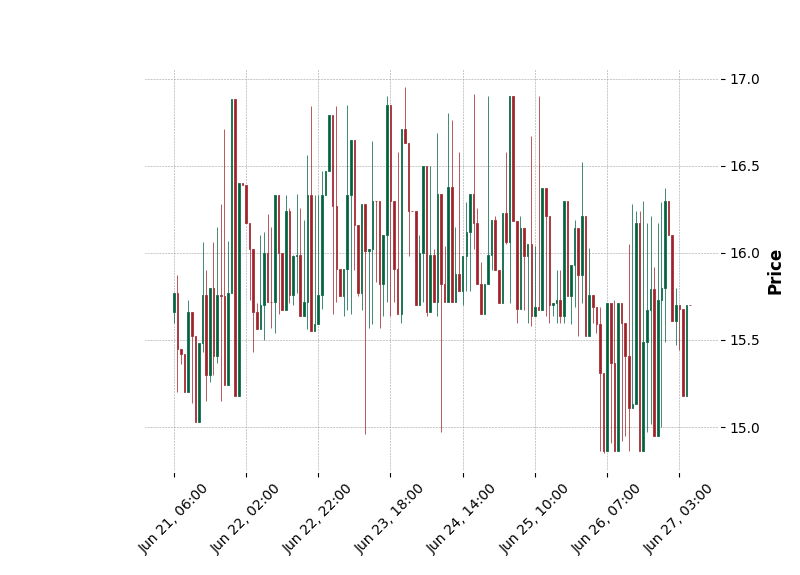 17.0
16.5
16.0
15.5
15.0
Price
Jun 21, 06:00
Jun 22, 02:00
Jun 22, 22:00
Jun 23, 18:00
Jun 24, 14:00
Jun 25, 10:00
Jun 26, 07:00
Jun 27, 03:00